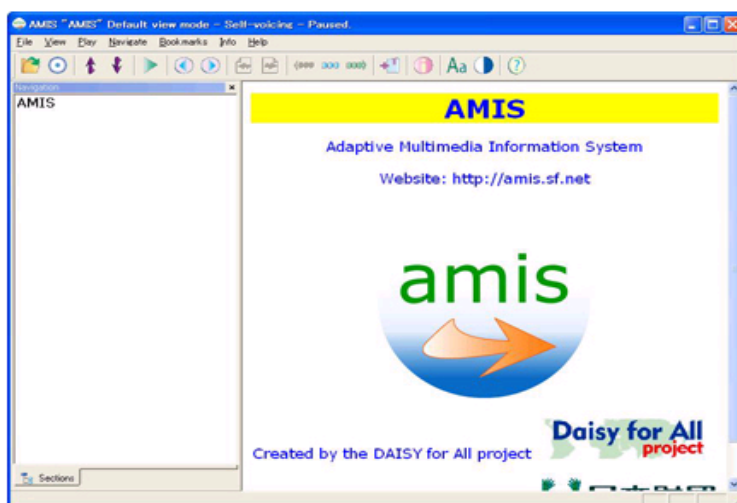 AMIS "AMIS" Default view mode - Self-voicing - Paused.
File View Play Navigate Bookmarks Info Help
Aa
Navigation
AMIS
Sections
AMIS
Adaptive Multimedia Information System
Website: http://amis.sf.net
amis
Daisy for All
project
Created by the DAISY for All project